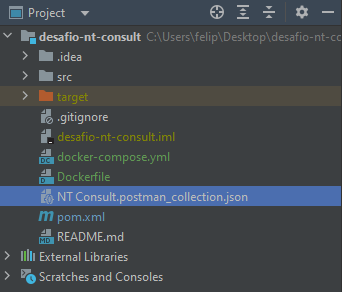 Project
desafio-nt-consult C:\Users\felip\Desktop\desafio-nt-co
.idea
src
target
.gitignore
desafio-nt-consult.iml
docker-compose.yml
Dockerfile
NT Consult.postman_collection.json
pom.xml
README.md
External Libraries
Scratches and Consoles